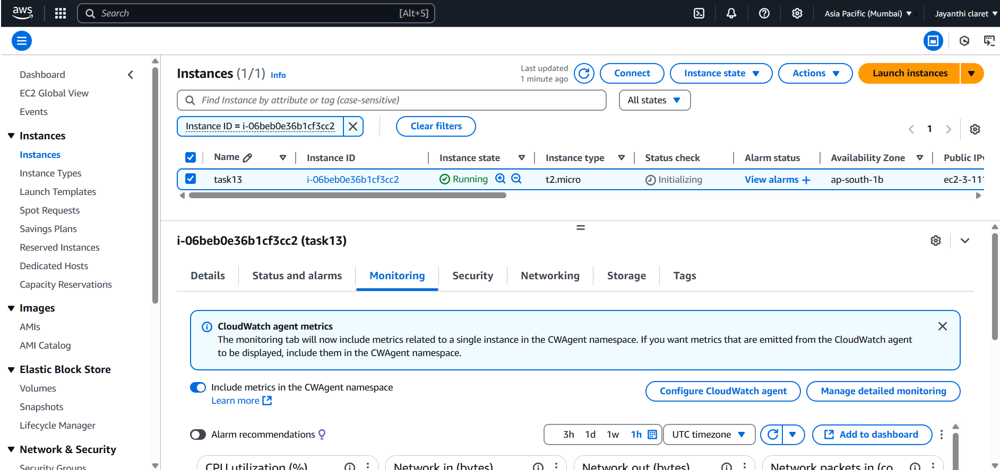 aws
Search [Alt+S]
Asia Pacific (Mumbai) Jayanthi claret
Dashboard
EC2 Global View
Events
Instances
Instances
Instance Types
Launch Templates
Spot Requests
Savings Plans
Reserved Instances
Dedicated Hosts
Capacity Reservations
Images
AMIs
AMI Catalog
Elastic Block Store
Volumes
Snapshots
Lifecycle Manager
Network & Security
Security Groups
Instances (1/1) Info
Last updated
1 minute ago
Connect Instance state Actions Launch instances
Find Instance by attribute or tag (case-sensitive) All states
Instance ID = i-06beb0e36b1cf3cc2 Clear filters
1
Name Instance ID Instance state Instance type Status check Alarm status Availability Zone Public IPv
task13 i-06beb0e36b1cf3cc2 Running t2.micro Initializing View alarms + ap-south-1b ec2-3-111
i-06beb0e36b1cf3cc2 (task13)
Details Status and alarms Monitoring Security Networking Storage Tags
CloudWatch agent metrics
The monitoring tab will now include metrics related to a single instance in the CWAgent namespace. If you want metrics that are emitted from the CloudWatch agent
to be displayed, include them in the CWAgent namespace.
Include metrics in the CWAgent namespace
Learn more
Configure CloudWatch agent Manage detailed monitoring
Alarm recommendations
3h 1d 1w 1h UTC timezone Add to dashboard
CPU utilization (%) Network in (bytes) Network out (bytes) Network packets in (co